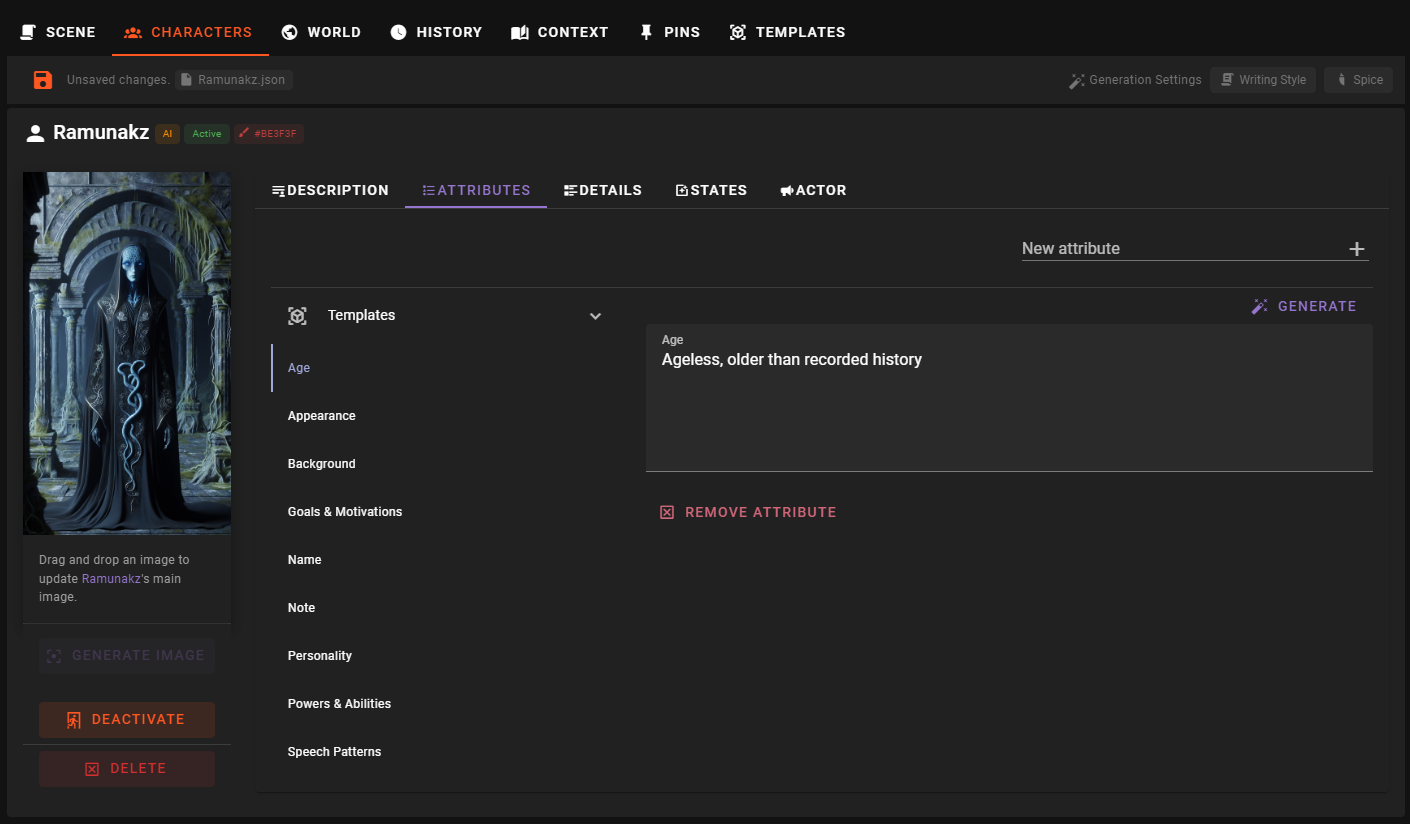 SCENE CHARACTERS WORLD HISTORY CONTEXT PINS TEMPLATES
Unsaved changes. Ramunakz.json Generation Settings Writing Style Spice
Ramunakz AI Active #BE3F3F
DESCRIPTION ATTRIBUTES DETAILS STATES ACTOR
New attribute
GENERATE
Templates
Age
Ageless, older than recorded history
Age
Appearance
Background
Goals & Motivations
Name
Note
Personality
Powers & Abilities
Speech Patterns
REMOVE ATTRIBUTE
Drag and drop an image to
update Ramunakz's main
image.
GENERATE IMAGE
DEACTIVATE
DELETE